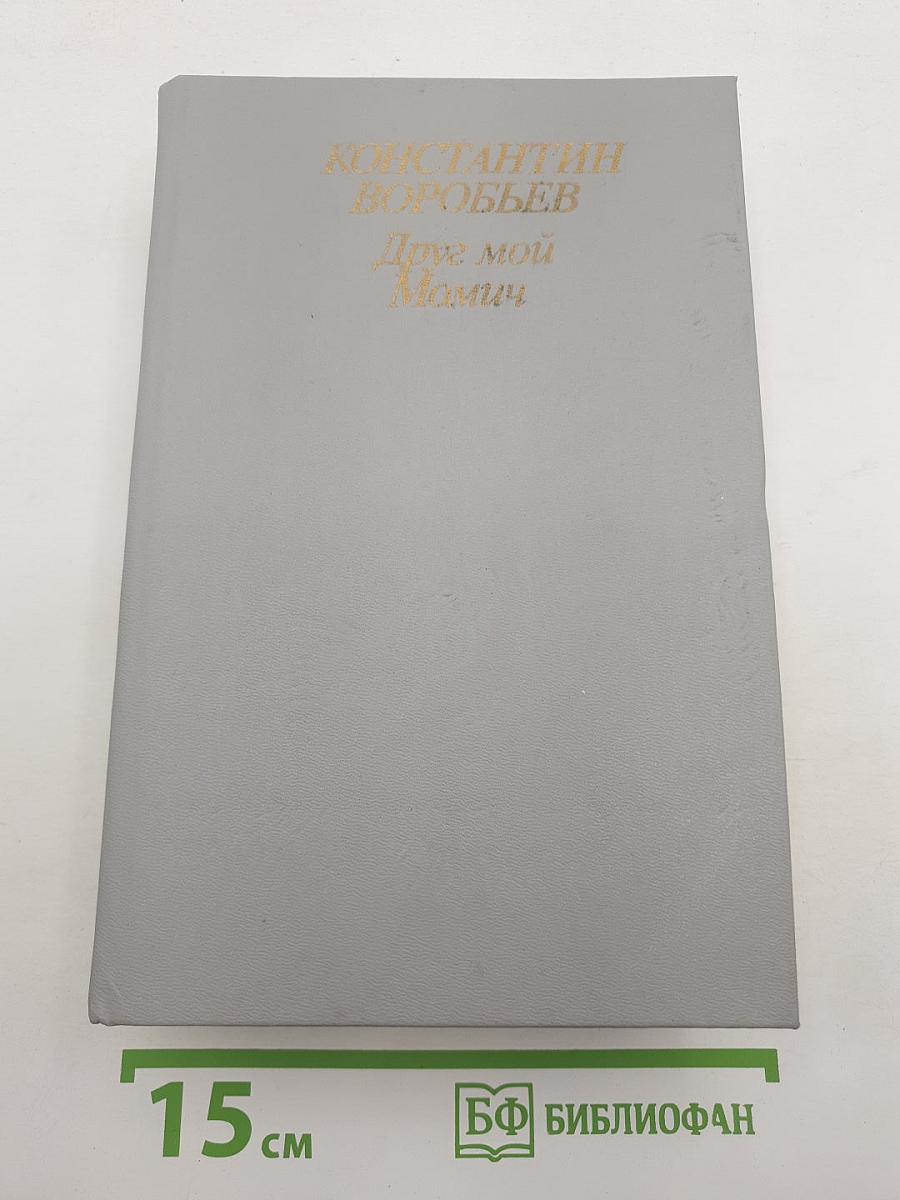 КОНСТАНТИН
ВОРОБЬЕВ
Друг мой
Момич
15 см
БФ БИБЛИОФАН